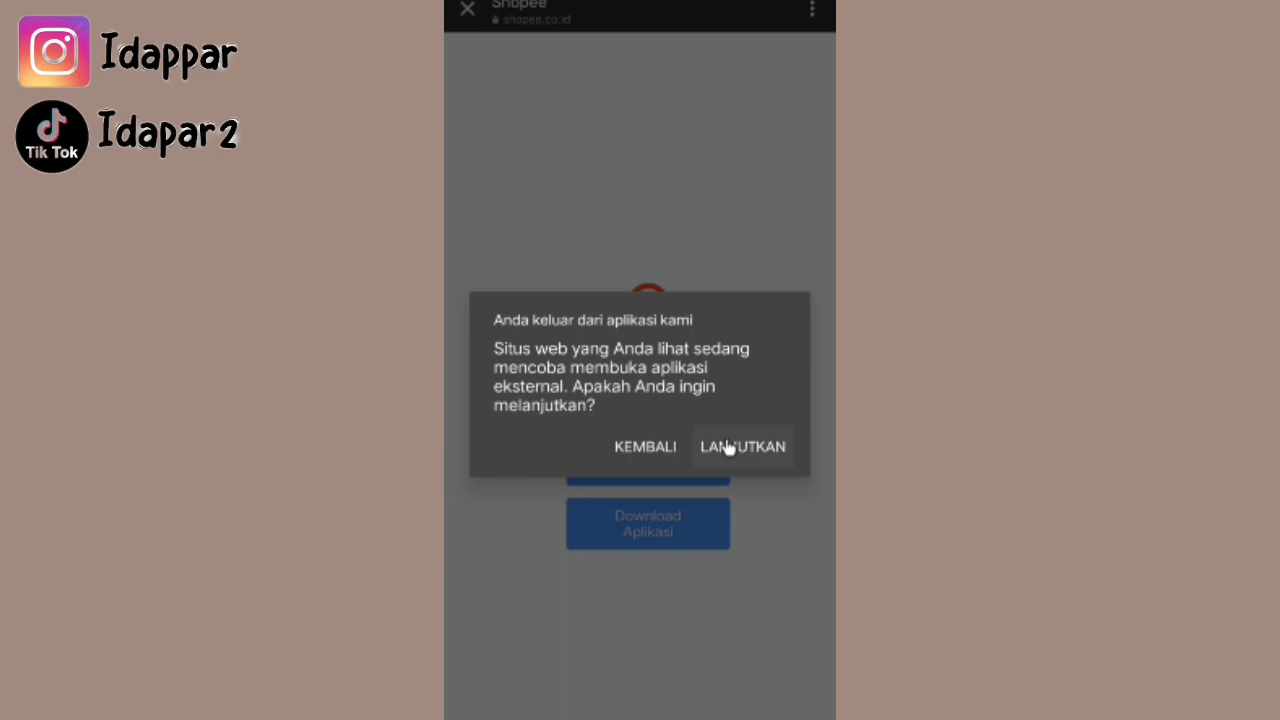 Idappar
Tik Tok
Idapar2
Shopee
shopee.co.id
Anda keluar dari aplikasi kami
Situs web yang Anda lihat sedang
mencoba membuka aplikasi
eksternal. Apakah Anda ingin
melanjutkan?
KEMBALI LANJUTKAN
Download
Aplikasi